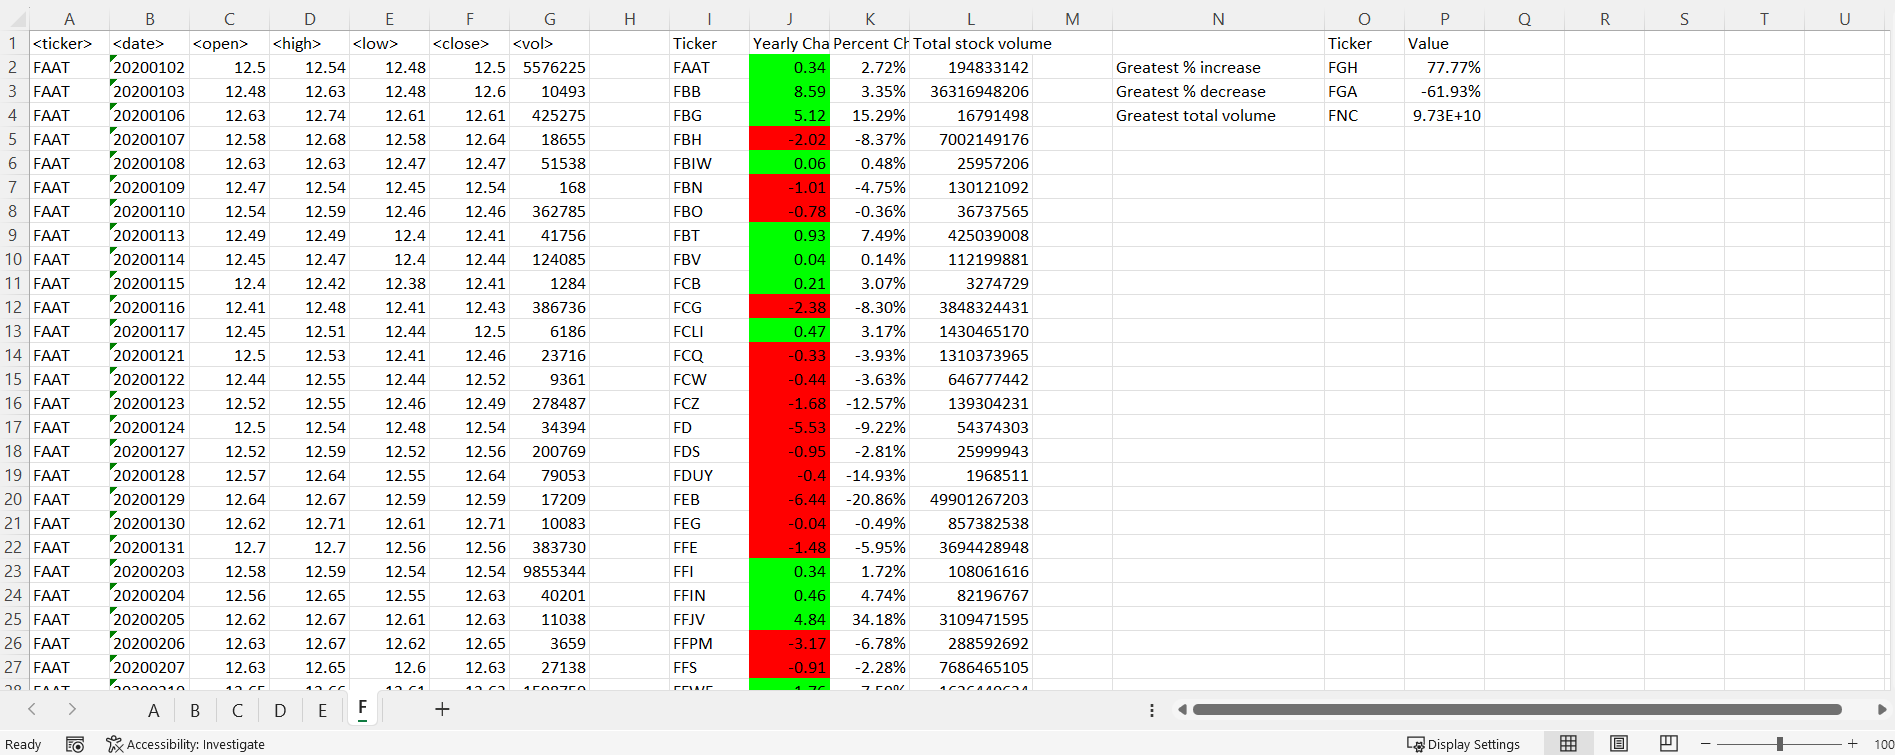 A B C D E F G H I J K L M N O P Q R S T U
1 <ticker> <date> <open> <high> <low> <close> <vol> Ticker Yearly Cha Percent Ch Total stock volume Ticker Value
2 FAAT 20200102 12.5 12.54 12.48 12.5 5576225 FAAT 0.34 2.72% 194833142 Greatest % increase FGH 77.77%
3 FAAT 20200103 12.48 12.63 12.48 12.6 10493 FBB 8.59 3.35% 36316948206 Greatest % decrease FGA -61.93%
4 FAAT 20200106 12.63 12.74 12.61 12.61 425275 FBG 5.12 15.29% 16791498 Greatest total volume FNC 9.73E+10
5 FAAT 20200107 12.58 12.68 12.58 12.64 18655 FBH -2.02 -8.37% 7002149176
6 FAAT 20200108 12.63 12.63 12.47 12.47 51538 FBIW 0.06 0.48% 25957206
7 FAAT 20200109 12.47 12.54 12.45 12.54 168 FBN -1.01 -4.75% 130121092
8 FAAT 20200110 12.54 12.59 12.46 12.46 362785 FBO -0.78 -0.36% 36737565
9 FAAT 20200113 12.49 12.49 12.4 12.41 41756 FBT 0.93 7.49% 425039008
10 FAAT 20200114 12.45 12.47 12.4 12.44 124085 FBV 0.04 0.14% 112199881
11 FAAT 20200115 12.4 12.42 12.38 12.41 1284 FCB 0.21 3.07% 3274729
12 FAAT 20200116 12.41 12.48 12.41 12.43 386736 FCG -2.38 -8.30% 3848324431
13 FAAT 20200117 12.45 12.51 12.44 12.5 6186 FCLI 0.47 3.17% 1430465170
14 FAAT 20200121 12.5 12.53 12.41 12.46 23716 FCQ -0.33 -3.93% 1310373965
15 FAAT 20200122 12.44 12.55 12.44 12.52 9361 FCW -0.44 -3.63% 646777442
16 FAAT 20200123 12.52 12.55 12.46 12.49 278487 FCZ -1.68 -12.57% 139304231
17 FAAT 20200124 12.5 12.54 12.48 12.54 34394 FD -5.53 -9.22% 54374303
18 FAAT 20200127 12.52 12.59 12.52 12.56 200769 FDS -0.95 -2.81% 25999943
19 FAAT 20200128 12.57 12.64 12.55 12.64 79053 FDUY -0.4 -14.93% 1968511
20 FAAT 20200129 12.64 12.67 12.59 12.59 17209 FEB -6.44 -20.86% 49901267203
21 FAAT 20200130 12.62 12.71 12.61 12.71 10083 FEG -0.04 -0.49% 857382538
22 FAAT 20200131 12.7 12.7 12.56 12.56 383730 FFE -1.48 -5.95% 3694428948
23 FAAT 20200203 12.58 12.59 12.54 12.54 9855344 FFI 0.34 1.72% 108061616
24 FAAT 20200204 12.56 12.65 12.55 12.63 40201 FFIN 0.46 4.74% 82196767
25 FAAT 20200205 12.62 12.67 12.61 12.63 11038 FFJV 4.84 34.18% 3109471595
26 FAAT 20200206 12.63 12.67 12.62 12.65 3659 FFPM -3.17 -6.78% 288592692
27 FAAT 20200207 12.63 12.65 12.6 12.63 27138 FFS -0.91 -2.28% 7686465105
A B C D E F
Ready Accessibility: Investigate Display Settings 100